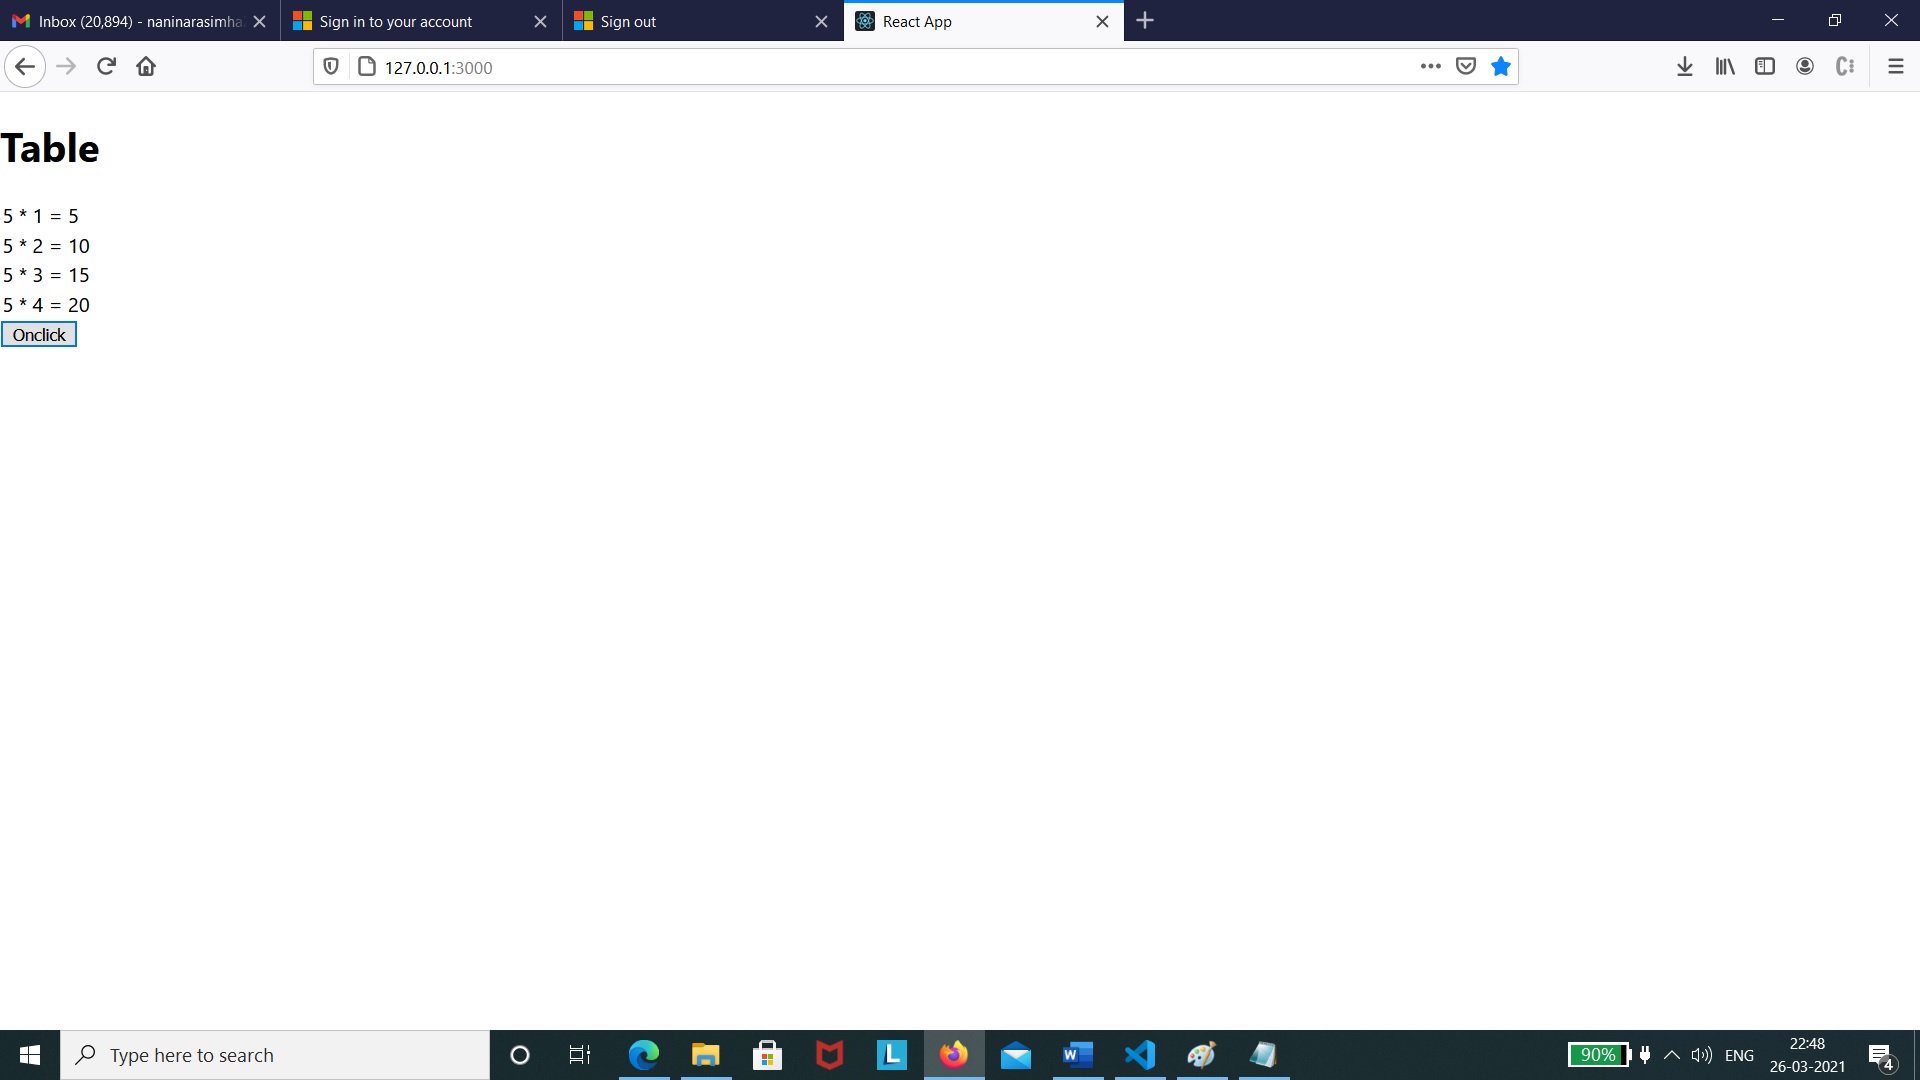 Inbox (20,894) - naninarasimha
Sign in to your account
Sign out
React App
127.0.0.1:3000
Table
5 * 1 = 5
5 * 2 = 10
5 * 3 = 15
5 * 4 = 20
Onclick
Type here to search
L
W
90%
ENG
22:48
26-03-2021
4